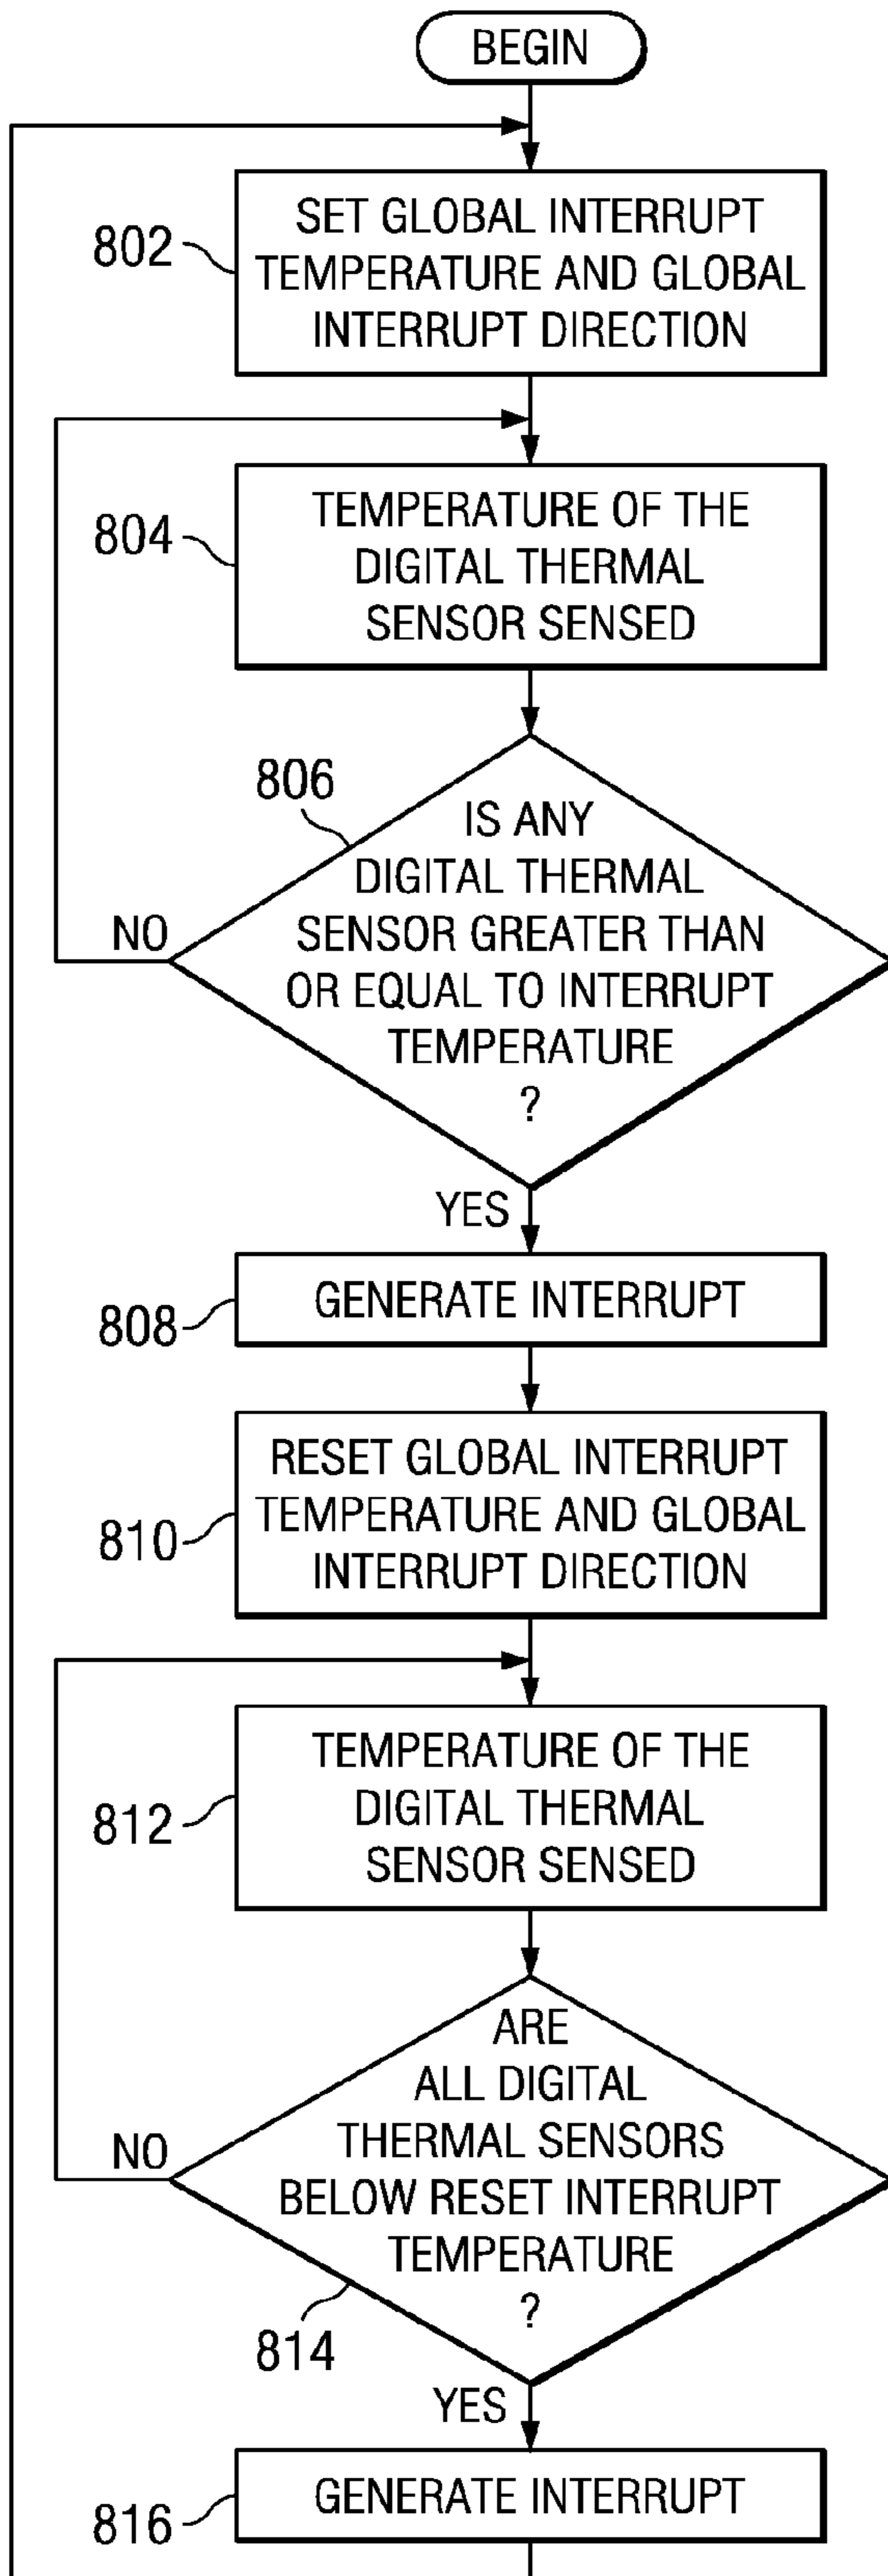 BEGIN
802
SET GLOBAL INTERRUPT
TEMPERATURE AND GLOBAL
INTERRUPT DIRECTION
804
TEMPERATURE OF THE
DIGITAL THERMAL
SENSOR SENSED
806
IS ANY
DIGITAL THERMAL
SENSOR GREATER THAN
OR EQUAL TO INTERRUPT
TEMPERATURE
?
NO
YES
808
GENERATE INTERRUPT
810
RESET GLOBAL INTERRUPT
TEMPERATURE AND GLOBAL
INTERRUPT DIRECTION
812
TEMPERATURE OF THE
DIGITAL THERMAL
SENSOR SENSED
ARE
ALL DIGITAL
THERMAL SENSORS
BELOW RESET INTERRUPT
TEMPERATURE
?
NO
814
YES
816
GENERATE INTERRUPT